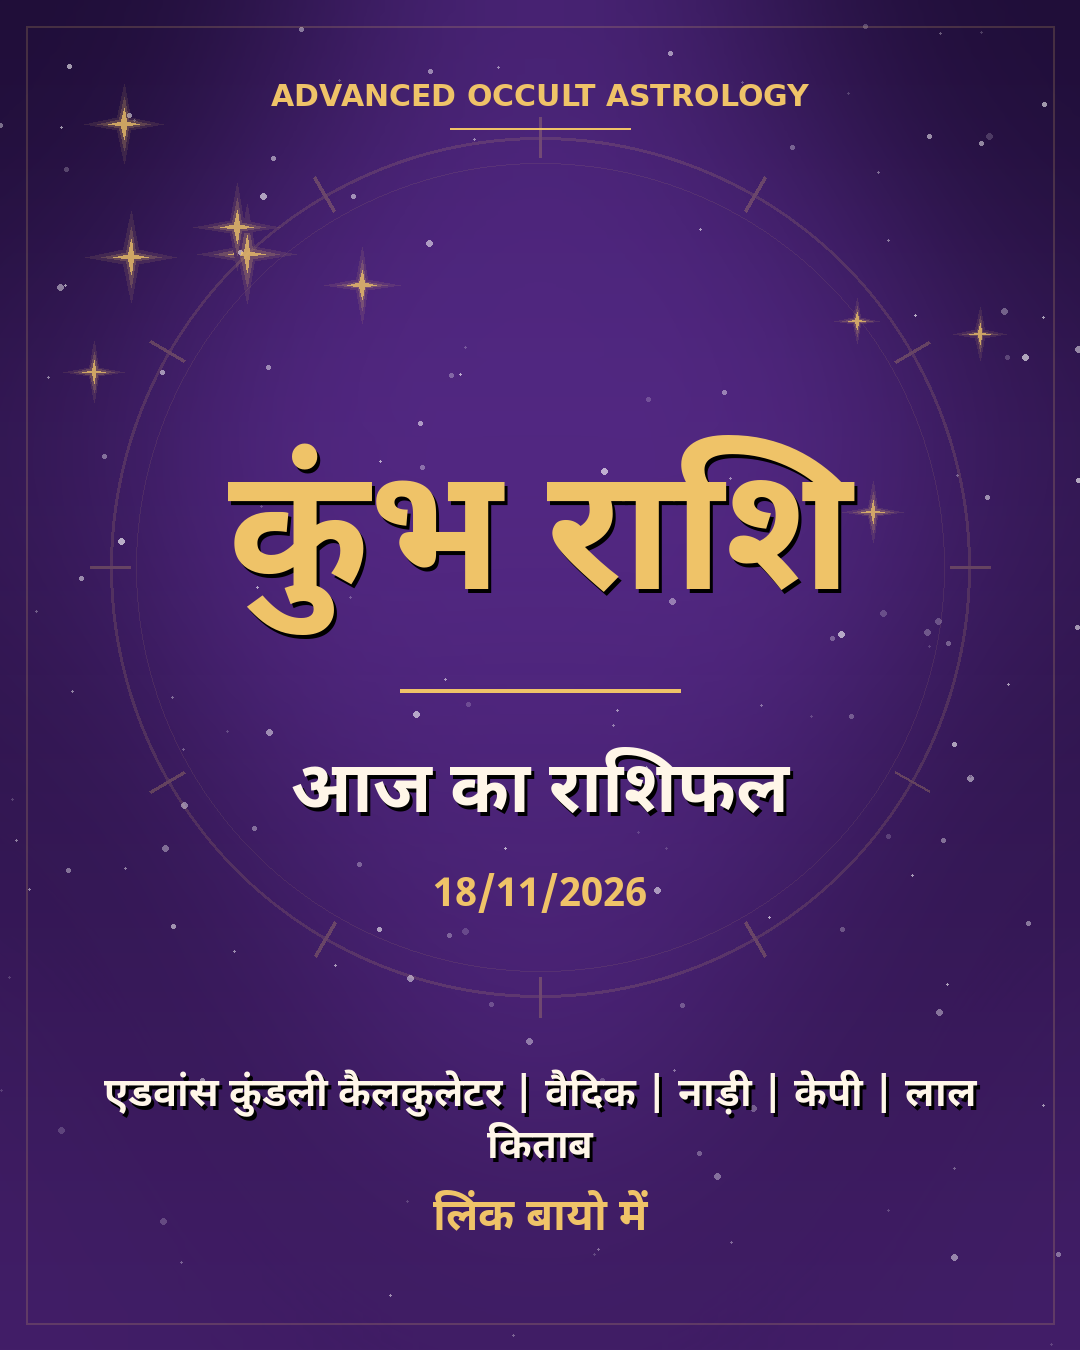 ADVANCED OCCULT ASTROLOGY
कुंभ राशि
आज का राशिफल
18/11/2026
एडवांस कुंडली कैलकुलेटर | वैदिक | नाड़ी | केपी | लाल
किताब
लिंक बायो में